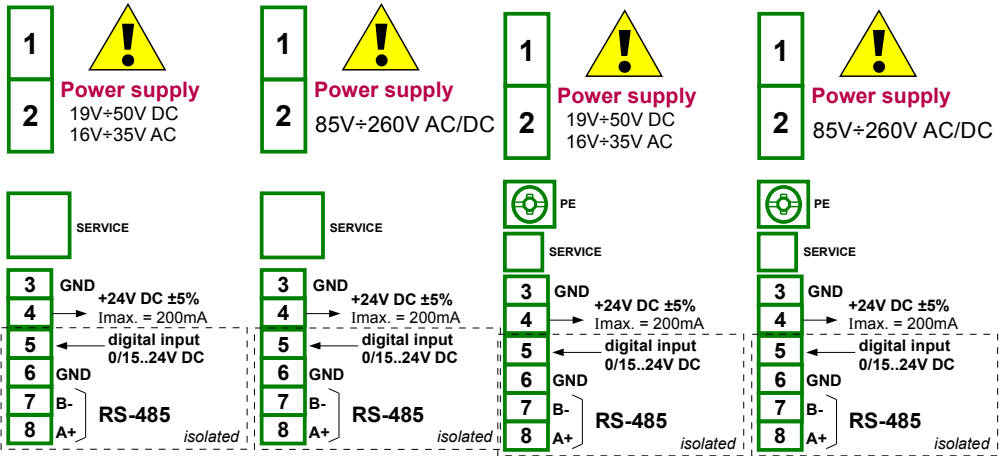 1
2
Power supply
19V÷50V DC
16V÷35V AC
SERVICE
3 GND
4 +24V DC ±5%
Imax. = 200mA
5 digital input
0/15..24V DC
6 GND
7 B-
8 A+
RS-485
isolated
1
2
Power supply
85V÷260V AC/DC
SERVICE
3 GND
4 +24V DC ±5%
Imax. = 200mA
5 digital input
0/15..24V DC
6 GND
7 B-
8 A+
RS-485
isolated
1
2
Power supply
19V÷50V DC
16V÷35V AC
PE
SERVICE
3 GND
4 +24V DC ±5%
Imax. = 200mA
5 digital input
0/15..24V DC
6 GND
7 B-
8 A+
RS-485
isolated
1
2
Power supply
85V÷260V AC/DC
PE
SERVICE
3 GND
4 +24V DC ±5%
Imax. = 200mA
5 digital input
0/15..24V DC
6 GND
7 B-
8 A+
RS-485
isolated